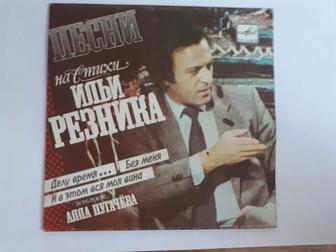 ПЕСНИ
на стихи
ИЛЬИ
РЕЗНИКА
Делу время... Без меня
И в этом вся моя вина
АЛЛА ПУГАЧЁВА